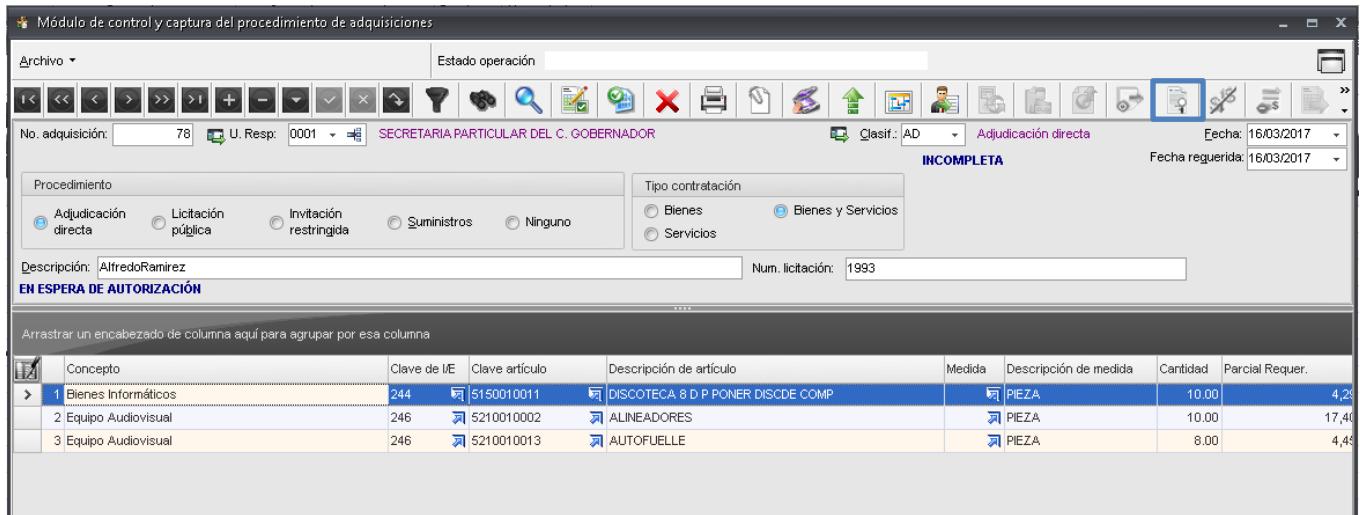 Módulo de control y captura del procedimiento de adquisiciones
Archivo
Estado operación
No. adquisición: 78 U. Resp: 0001 SECRETARIA PARTICULAR DEL C. GOBERNADOR Clasif.: AD Adjudicación directa Fecha: 16/03/2017
INCOMPLETA Fecha requerida: 16/03/2017
Procedimiento
Adjudicación directa
Licitación pública
Invitación restringida
Suministros
Ninguno
Tipo contratación
Bienes
Bienes y Servicios
Servicios
Descripción: AlfredoRamirez Num. licitación: 1993
EN ESPERA DE AUTORIZACIÓN
Arrastrar un encabezado de columna aquí para agrupar por esa columna
Concepto Clave de I/E Clave artículo Descripción de artículo Medida Descripción de medida Cantidad Parcial Requer.
1 Bienes Informáticos 244 5150010011 DISCOTECA 8 D P PONER DISCDE COMP PIEZA 10.00 4,29
2 Equipo Audiovisual 246 5210010002 ALINEADORES PIEZA 10.00 17,40
3 Equipo Audiovisual 246 5210010013 AUTOFUELLE PIEZA 8.00 4,45